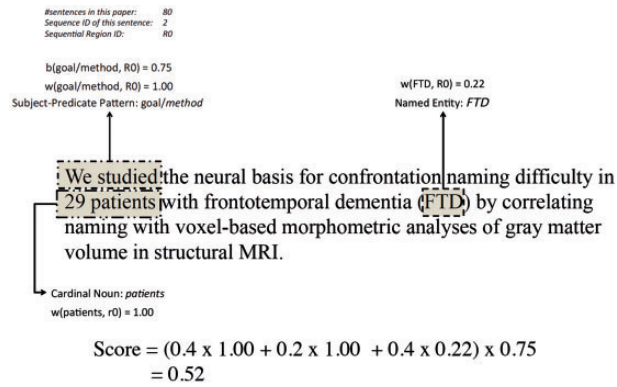 #sentences in this paper: 80
Sequence ID of this sentence: 2
Sequential Region ID: R0
b(goal/method, R0) = 0.75
w(goal/method, R0) = 1.00
Subject-Predicate Pattern: goal/method
w(FTD, R0) = 0.22
Named Entity: FTD
We studied the neural basis for confrontation naming difficulty in
29 patients with frontotemporal dementia (FTD) by correlating
naming with voxel-based morphometric analyses of gray matter
volume in structural MRI.
Cardinal Noun: patients
w(patients, r0) = 1.00
Score = (0.4 x 1.00 + 0.2 x 1.00 + 0.4 x 0.22) x 0.75
= 0.52